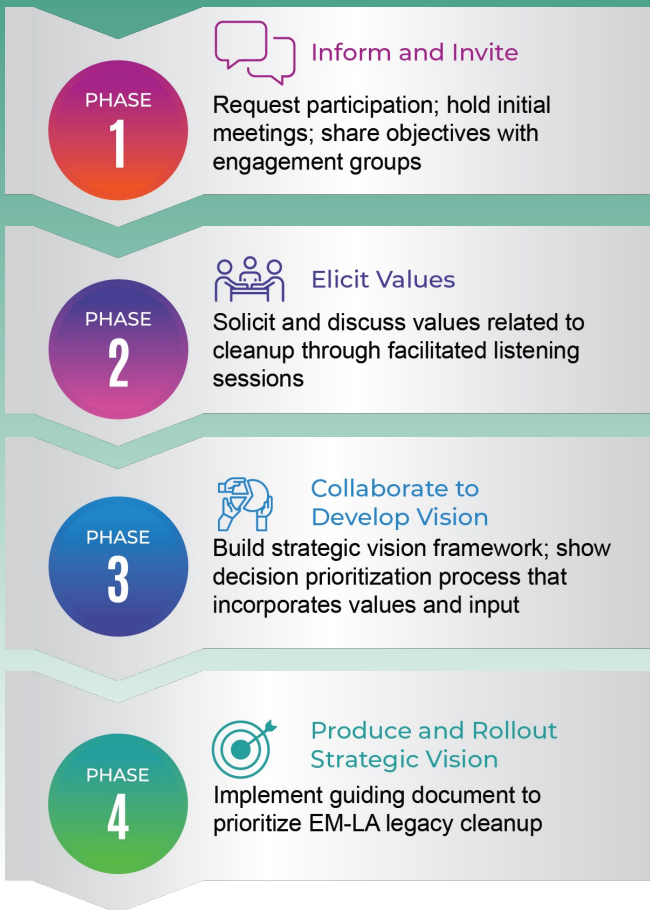 PHASE
1
Inform and Invite
Request participation; hold initial
meetings; share objectives with
engagement groups
PHASE
2
Elicit Values
Solicit and discuss values related to
cleanup through facilitated listening
sessions
PHASE
3
Collaborate to
Develop Vision
Build strategic vision framework; show
decision prioritization process that
incorporates values and input
PHASE
4
Produce and Rollout
Strategic Vision
Implement guiding document to
prioritize EM-LA legacy cleanup